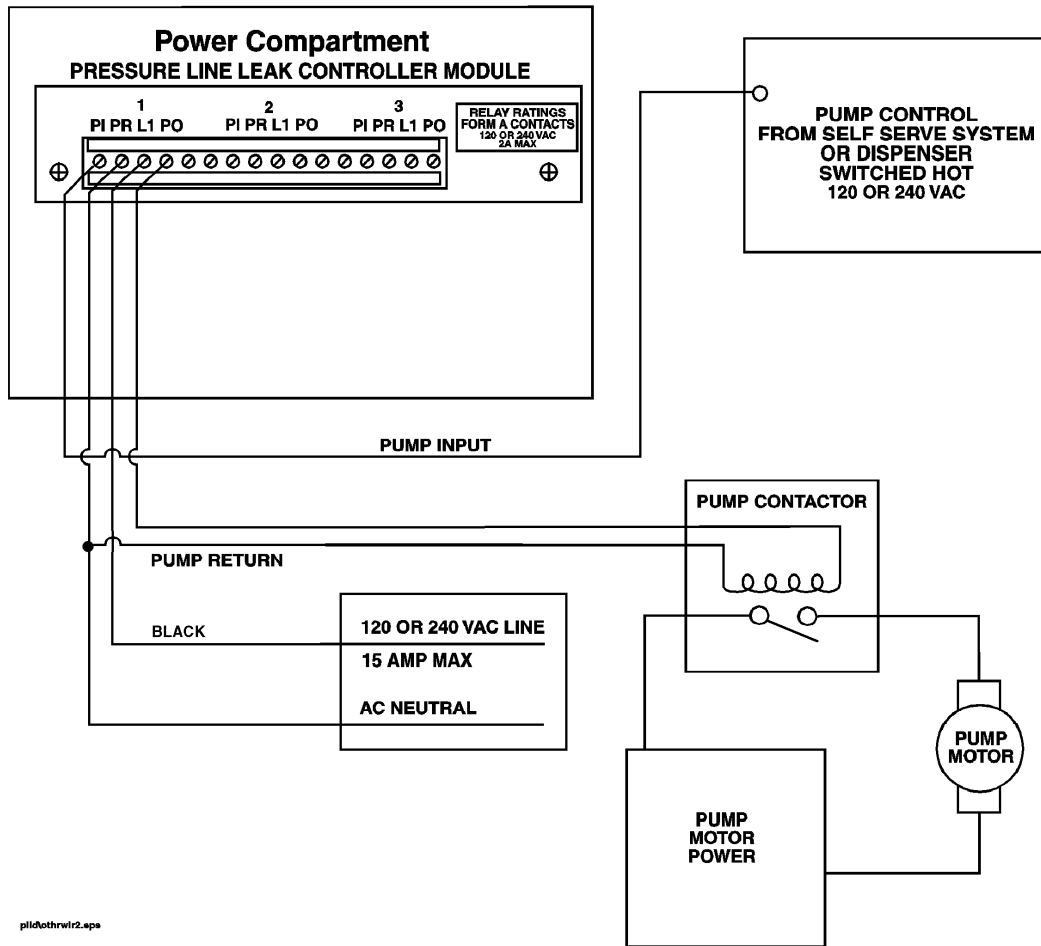 Power Compartment
PRESSURE LINE LEAK CONTROLLER MODULE
1 2 3
PI PR L1 PO PI PR L1 PO PI PR L1 PO
RELAY RATINGS
FORM A CONTACTS
120 OR 240 VAC
2A MAX
PUMP CONTROL
FROM SELF SERVE SYSTEM
OR DISPENSER
SWITCHED HOT
120 OR 240 VAC
PUMP INPUT
PUMP CONTACTOR
PUMP RETURN
BLACK
120 OR 240 VAC LINE
15 AMP MAX
AC NEUTRAL
PUMP
MOTOR
PUMP
MOTOR
POWER
plld\othrwir2.eps